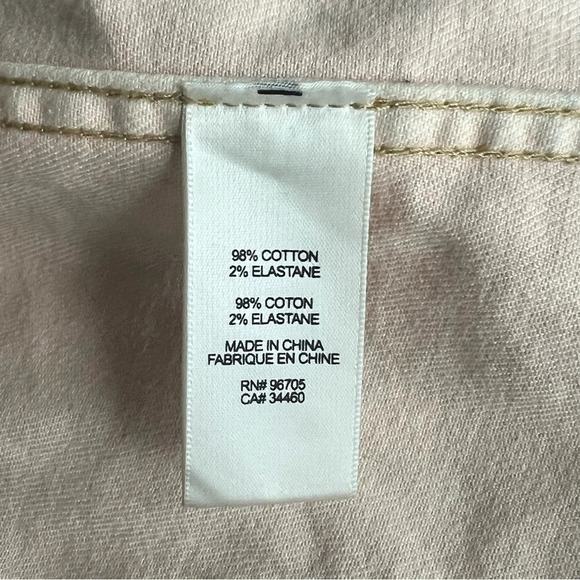 98% COTTON
2% ELASTANE
98% COTON
2% ELASTANE
MADE IN CHINA
FABRIQUE EN CHINE
RN# 96705
CA# 34460